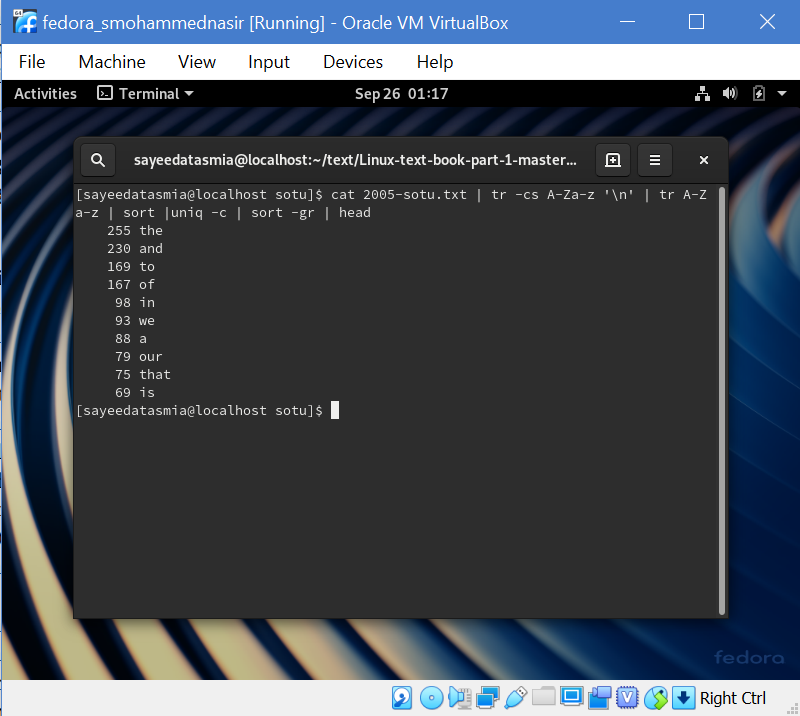 fedora_smohammednasir [Running] - Oracle VM VirtualBox
File Machine View Input Devices Help
Activities Terminal Sep 26 01:17
sayeedatasmia@localhost:~/text/Linux-text-book-part-1-master...
[sayeedatasmia@localhost sotu]$ cat 2005-sotu.txt | tr -cs A-Za-z '\n' | tr A-Z
a-z | sort |uniq -c | sort -gr | head
255 the
230 and
169 to
167 of
98 in
93 we
88 a
79 our
75 that
69 is
[sayeedatasmia@localhost sotu]$
fedora
Right Ctrl